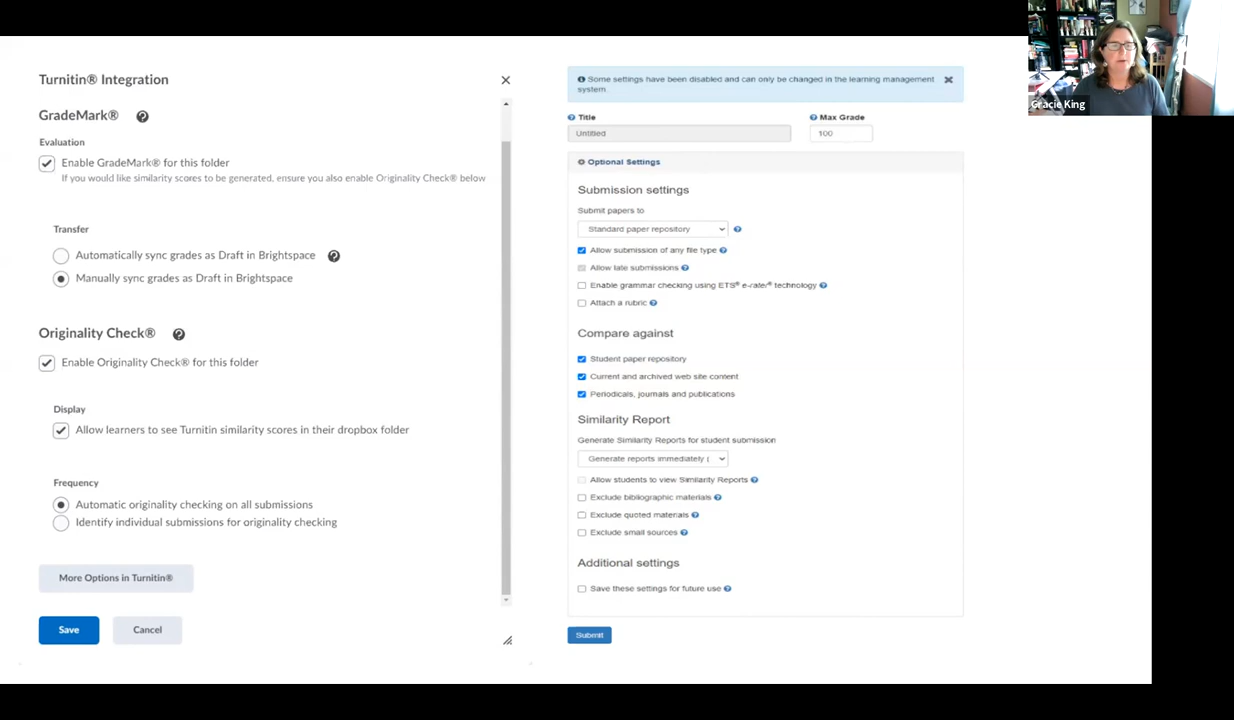 Turnitin® Integration
GradeMark®
Evaluation
Enable GradeMark® for this folder
If you would like similarity scores to be generated, ensure you also enable Originality Check® below
Transfer
Automatically sync grades as Draft in Brightspace
Manually sync grades as Draft in Brightspace
Originality Check®
Enable Originality Check® for this folder
Display
Allow learners to see Turnitin similarity scores in their dropbox folder
Frequency
Automatic originality checking on all submissions
Identify individual submissions for originality checking
More Options in Turnitin®
Save
Cancel
Some settings have been disabled and can only be changed in the learning management
system.
Title
Max Grade
Untitled
100
Optional Settings
Submission settings
Submit papers to
Standard paper repository
Allow submission of any file type
Allow late submissions
Enable grammar checking using ETS® e-rater® technology
Attach a rubric
Compare against
Student paper repository
Current and archived web site content
Periodicals, journals and publications
Similarity Report
Generate Similarity Reports for student submission
Generate reports immediately
Allow students to view Similarity Reports
Exclude bibliographic materials
Exclude quoted materials
Exclude small sources
Additional settings
Save these settings for future use
Submit
Gracie King